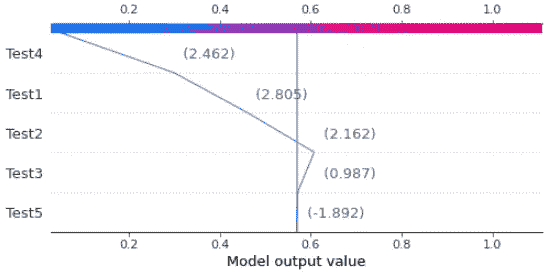 0.2 0.4 0.6 0.8 1.0
Test4 (2.462)
Test1 (2.805)
Test2 (2.162)
Test3 (0.987)
Test5 (-1.892)
0.2 0.4 0.6 0.8 1.0
Model output value